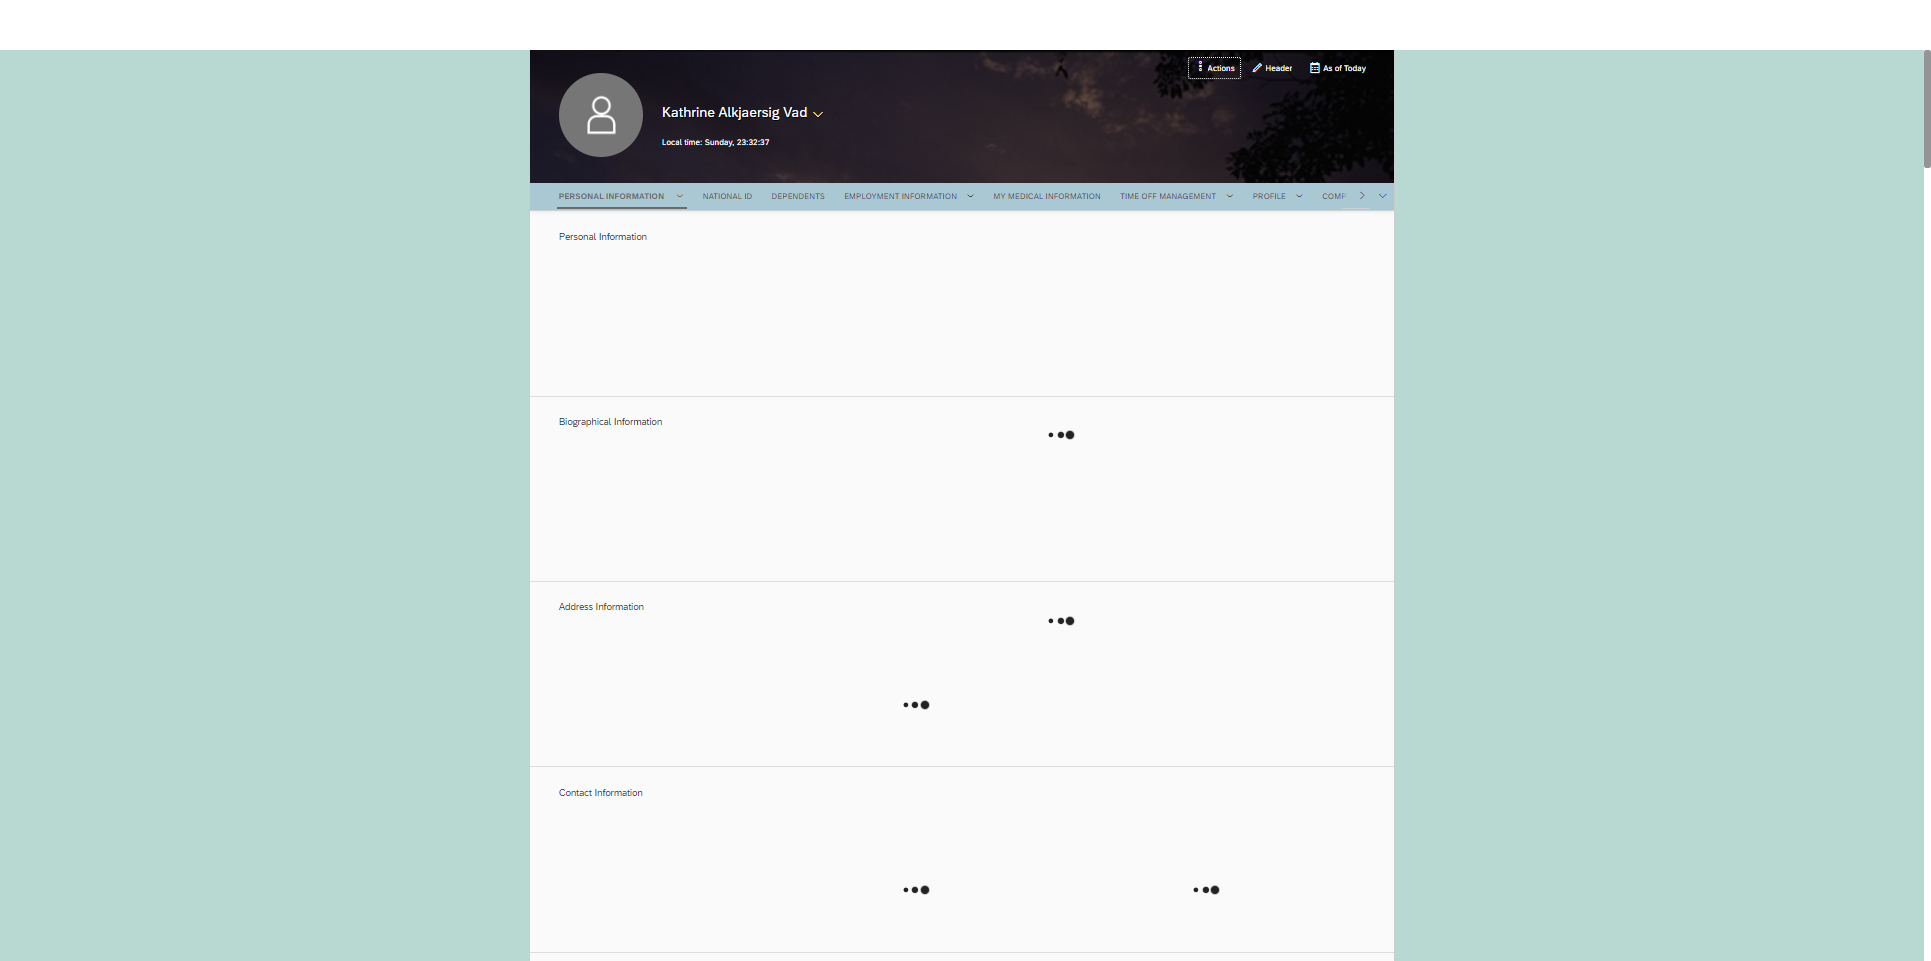 Actions Header As of Today
Kathrine Alkjaersig Vad
Local time: Sunday, 23:32:37
PERSONAL INFORMATION NATIONAL ID DEPENDENTS EMPLOYMENT INFORMATION MY MEDICAL INFORMATION TIME OFF MANAGEMENT PROFILE COMP
Personal Information
Biographical Information
Address Information
Contact Information